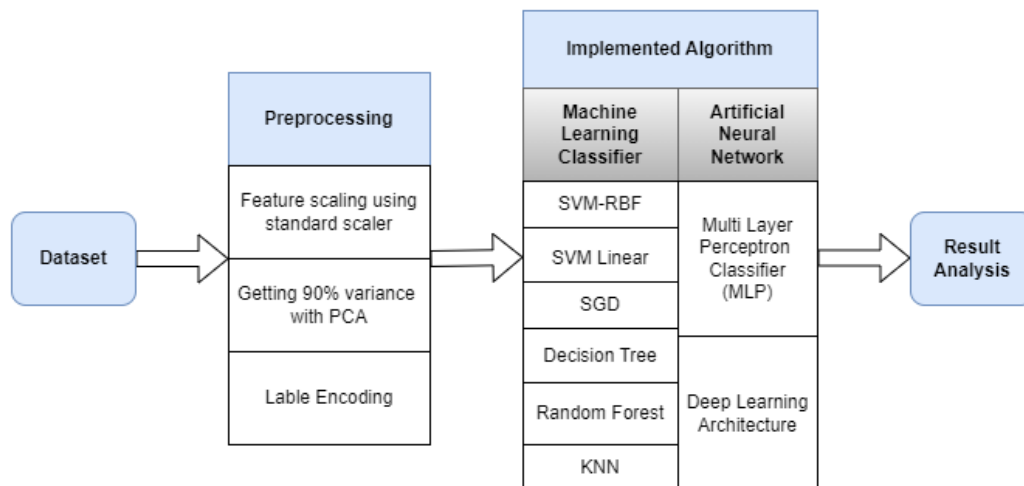 Dataset
Preprocessing
Feature scaling using
standard scaler
Getting 90% variance
with PCA
Lable Encoding
Implemented Algorithm
Machine
Learning
Classifier
SVM-RBF
SVM Linear
SGD
Decision Tree
Random Forest
KNN
Artificial
Neural
Network
Multi Layer
Perceptron
Classifier
(MLP)
Deep Learning
Architecture
Result
Analysis